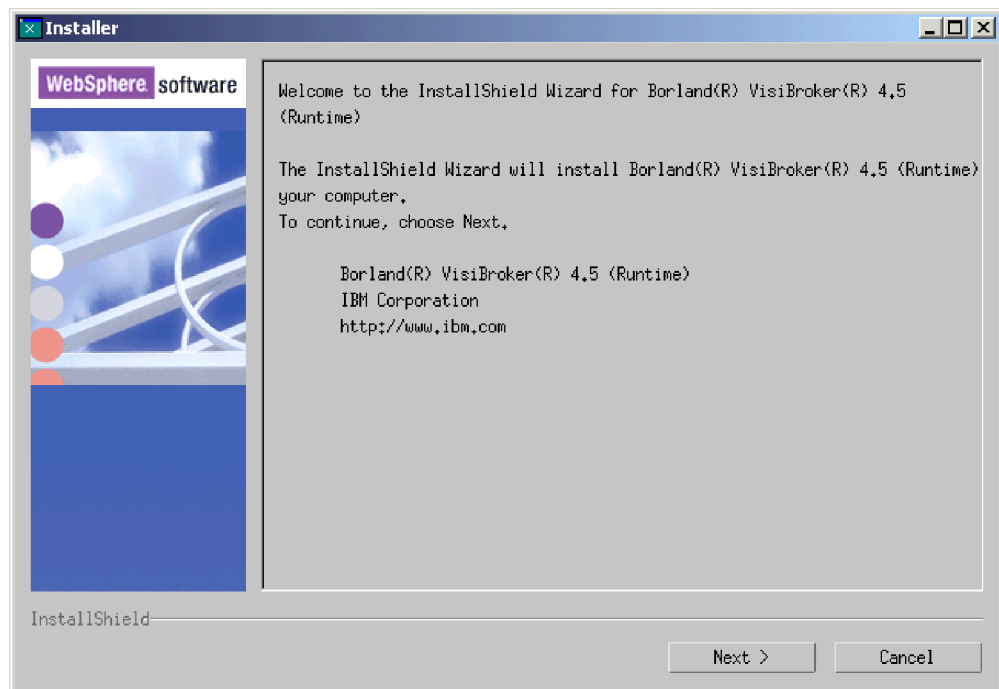 Installer
WebSphere software
Welcome to the InstallShield Wizard for Borland(R) VisiBroker(R) 4.5
(Runtime)
The InstallShield Wizard will install Borland(R) VisiBroker(R) 4.5 (Runtime)
your computer.
To continue, choose Next.
Borland(R) VisiBroker(R) 4.5 (Runtime)
IBM Corporation
http://www.ibm.com
InstallShield
Next >
Cancel